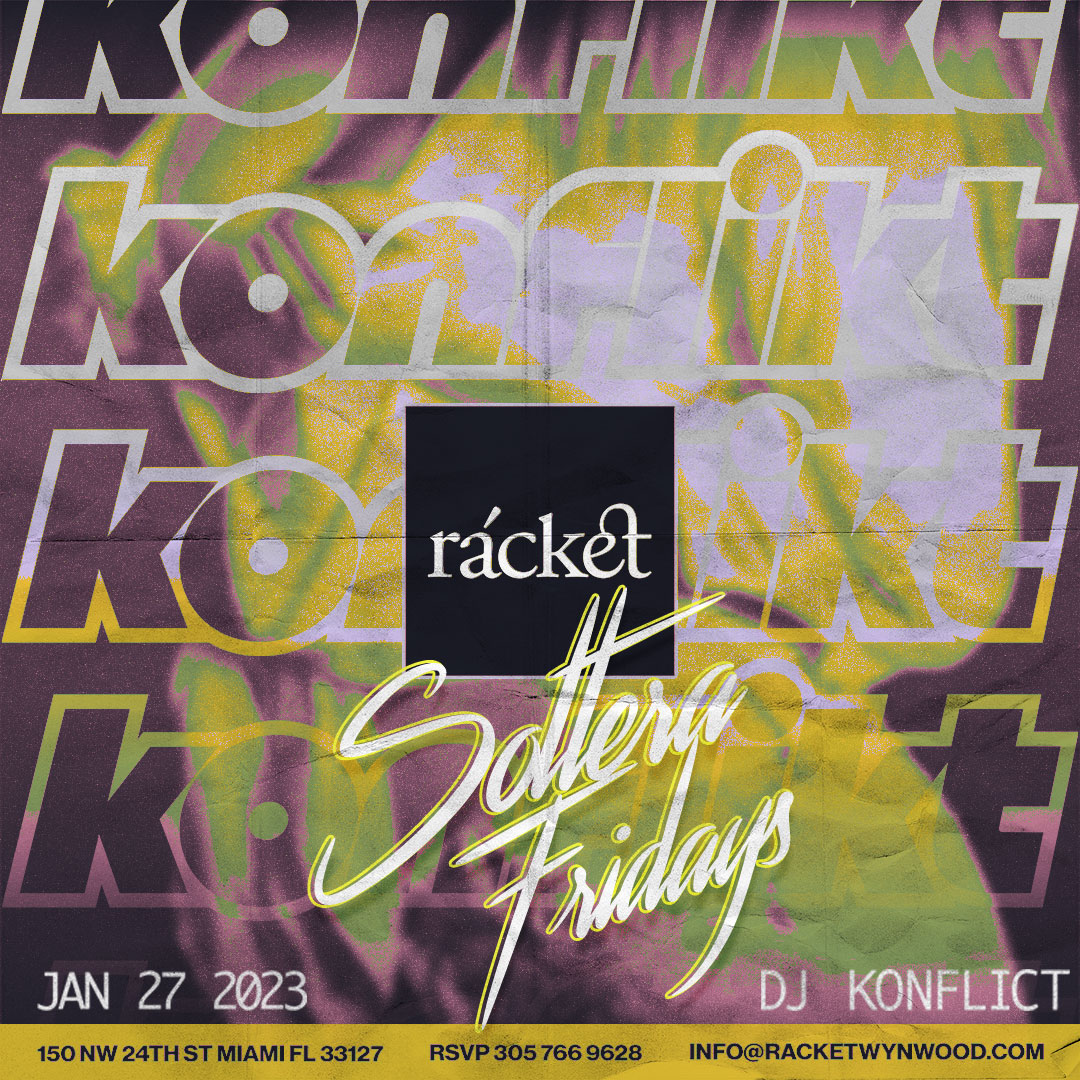 konflikt
konflikt
konflikt
rácket
Soltera
Fridays
konflikt
JAN 27 2023
DJ KONFLICT
150 NW 24TH ST MIAMI FL 33127
RSVP 305 766 9628
INFO@RACKETWYNWOOD.COM